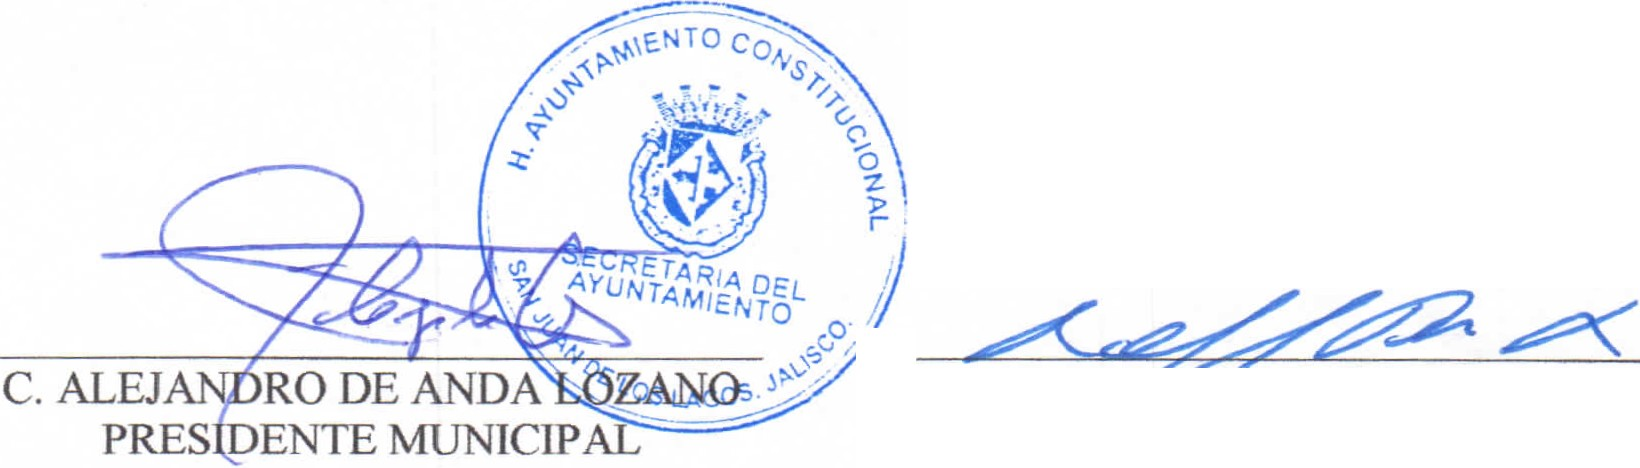 H. AYUNTAMIENTO CONSTITUCIONAL
SECRETARIA DEL
AYUNTAMIENTO
SAN JUAN DE LOS LAGOS, JALISCO.
C. ALEJANDRO DE ANDA LOZANO
PRESIDENTE MUNICIPAL